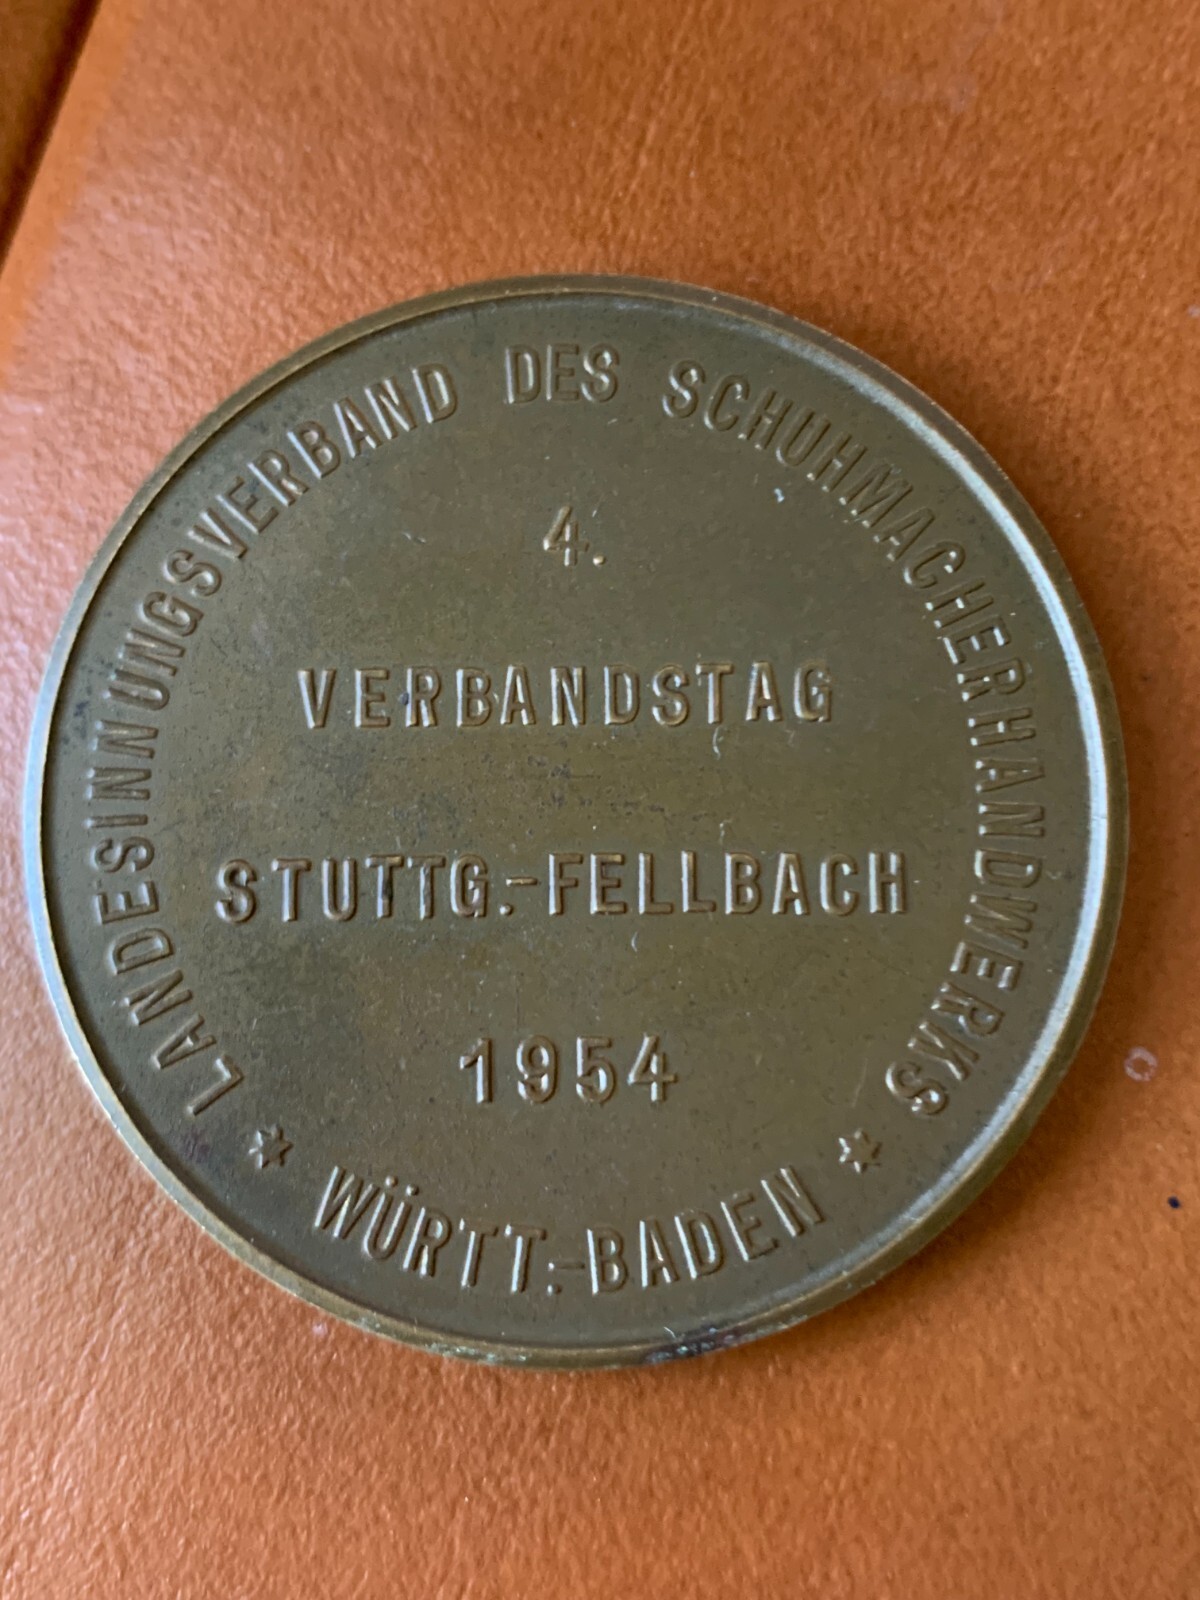 LANDESINNUNGSVERBAND DES SCHUHMACHERHANDWERKS
4.
VERBANDSTAG
STUTTG.-FELLBACH
1954
* WÜRTT.-BADEN *